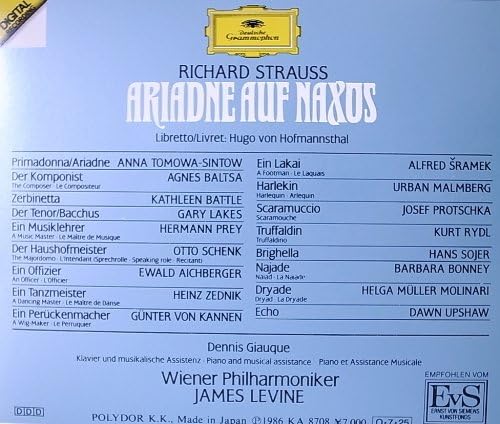 DIGITAL
Deutsche
Grammophon
RICHARD STRAUSS
ARIADNE AUF NAXOS
Libretto/Livret: Hugo von Hofmannsthal
Primadonna/Ariadne ANNA TOMOWA-SINTOW
Der Komponist AGNES BALTSA
The Composer · Le Compositeur
Zerbinetta KATHLEEN BATTLE
Der Tenor/Bacchus GARY LAKES
Ein Musiklehrer HERMANN PREY
A Music Master · Le Maître de Musique
Der Haushofmeister OTTO SCHENK
The Majordomo · L'Intendant (Sprechrolle · Speaking role · Récitant)
Ein Offizier EWALD AICHBERGER
An Officer · L'Officier
Ein Tanzmeister HEINZ ZEDNIK
A Dancing Master · Le Maître de Danse
Ein Perückenmacher GÜNTER VON KANNEN
A Wig-Maker · Le Perruquier
Ein Lakai ALFRED ŠRAMEK
A Footman · Le Laquais
Harlekin URBAN MALMBERG
Harlequin · Arlequin
Scaramuccio JOSEF PROTSCHKA
Scaramouche
Truffaldin KURT RYDL
Truffaldino
Brighella HANS SOJER
Najade BARBARA BONNEY
Naiad · La Naïade
Dryade HELGA MÜLLER MOLINARI
Dryad · La Dryade
Echo DAWN UPSHAW
Dennis Giauque
Klavier und musikalische Assistenz · Piano and musical assistance · Piano et Assistance Musicale
Wiener Philharmoniker
JAMES LEVINE
EMPFOHLEN VOM
EvS
ERNST VON SIEMENS
KUNSTFONDS
DDD
POLYDOR K.K., Made in Japan ℗1986 KA 8708 ¥7,000 O·7·25